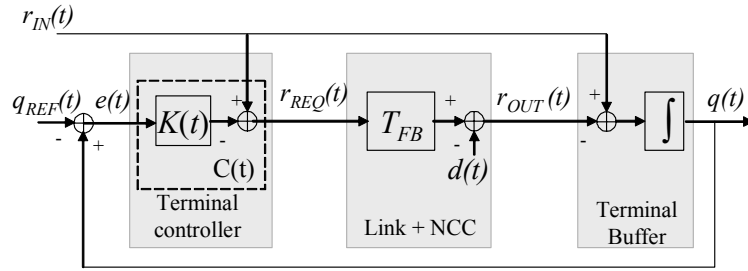 r_IN(t)
q_REF(t)
e(t)
K(t)
C(t)
Terminal
controller
r_REQ(t)
T_FB
d(t)
Link + NCC
r_OUT (t)
∫
Terminal
Buffer
q(t)
+
-
+
-
+
-
+
-